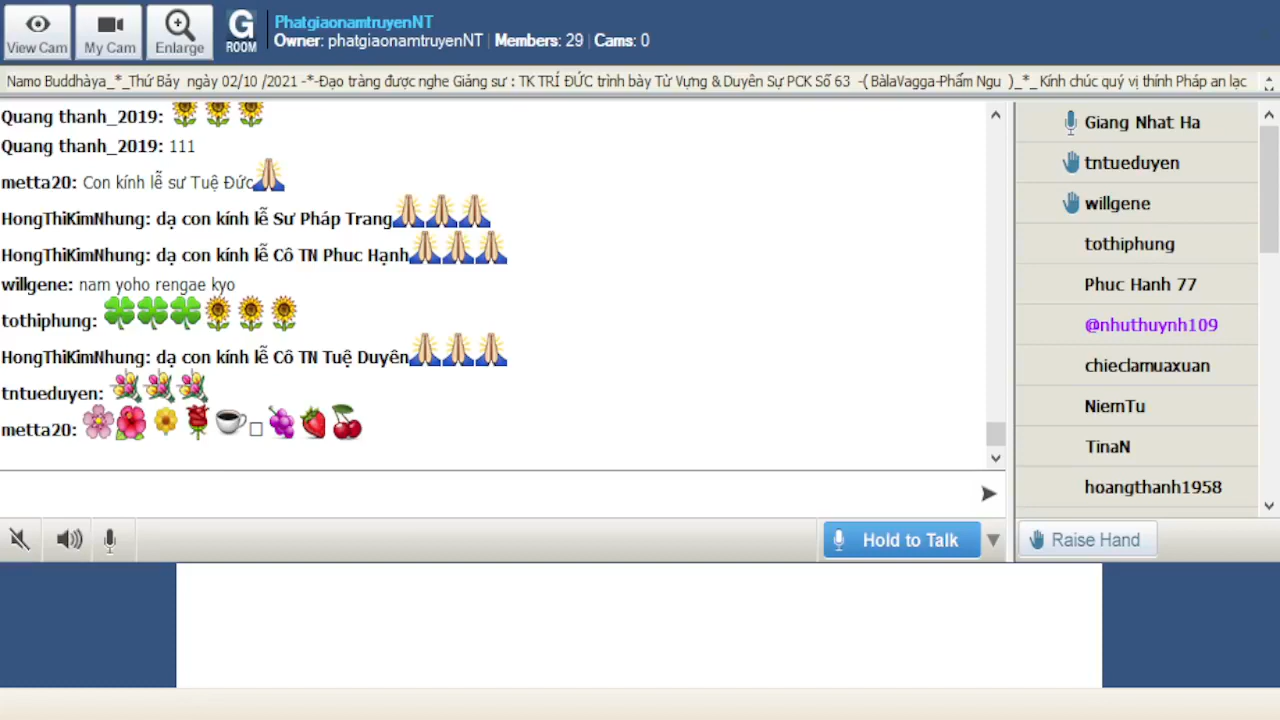 View Cam
My Cam
Enlarge
G
ROOM
PhatgiaonamtruyenNT
Owner: phatgiaonamtruyenNT | Members: 29 | Cams: 0
Namo Buddhàya_*_Thứ Bảy ngày 02/10 /2021 -*-Đạo tràng được nghe Giảng sư : TK TRÍ ĐỨC trình bày Từ Vựng & Duyên Sự PCK Số 63 -( BàlaVagga-Phẩm Ngu )_*_ Kính chúc quý vị thính Pháp an lạc
Quang thanh_2019:
Quang thanh_2019: 111
metta20: Con kính lễ sư Tuệ Đức
HongThiKimNhung: dạ con kính lễ Sư Pháp Trang
HongThiKimNhung: dạ con kính lễ Cô TN Phuc Hạnh
willgene: nam yoho rengae kyo
tothiphung:
HongThiKimNhung: dạ con kính lễ Cô TN Tuệ Duyên
tntueduyen:
metta20:
Giang Nhat Ha
tntueduyen
willgene
tothiphung
Phuc Hanh 77
@nhuthuynh109
chieclamuaxuan
NiemTu
TinaN
hoangthanh1958
Hold to Talk
Raise Hand